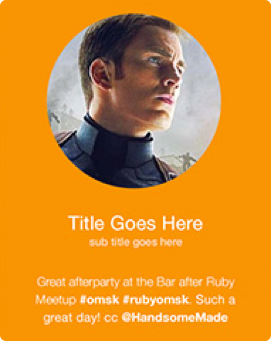 Title Goes Here
sub title goes here
Great afterparty at the Bar after Ruby
Meetup #omsk #rubyomsk. Such a
great day! cc @HandsomeMade